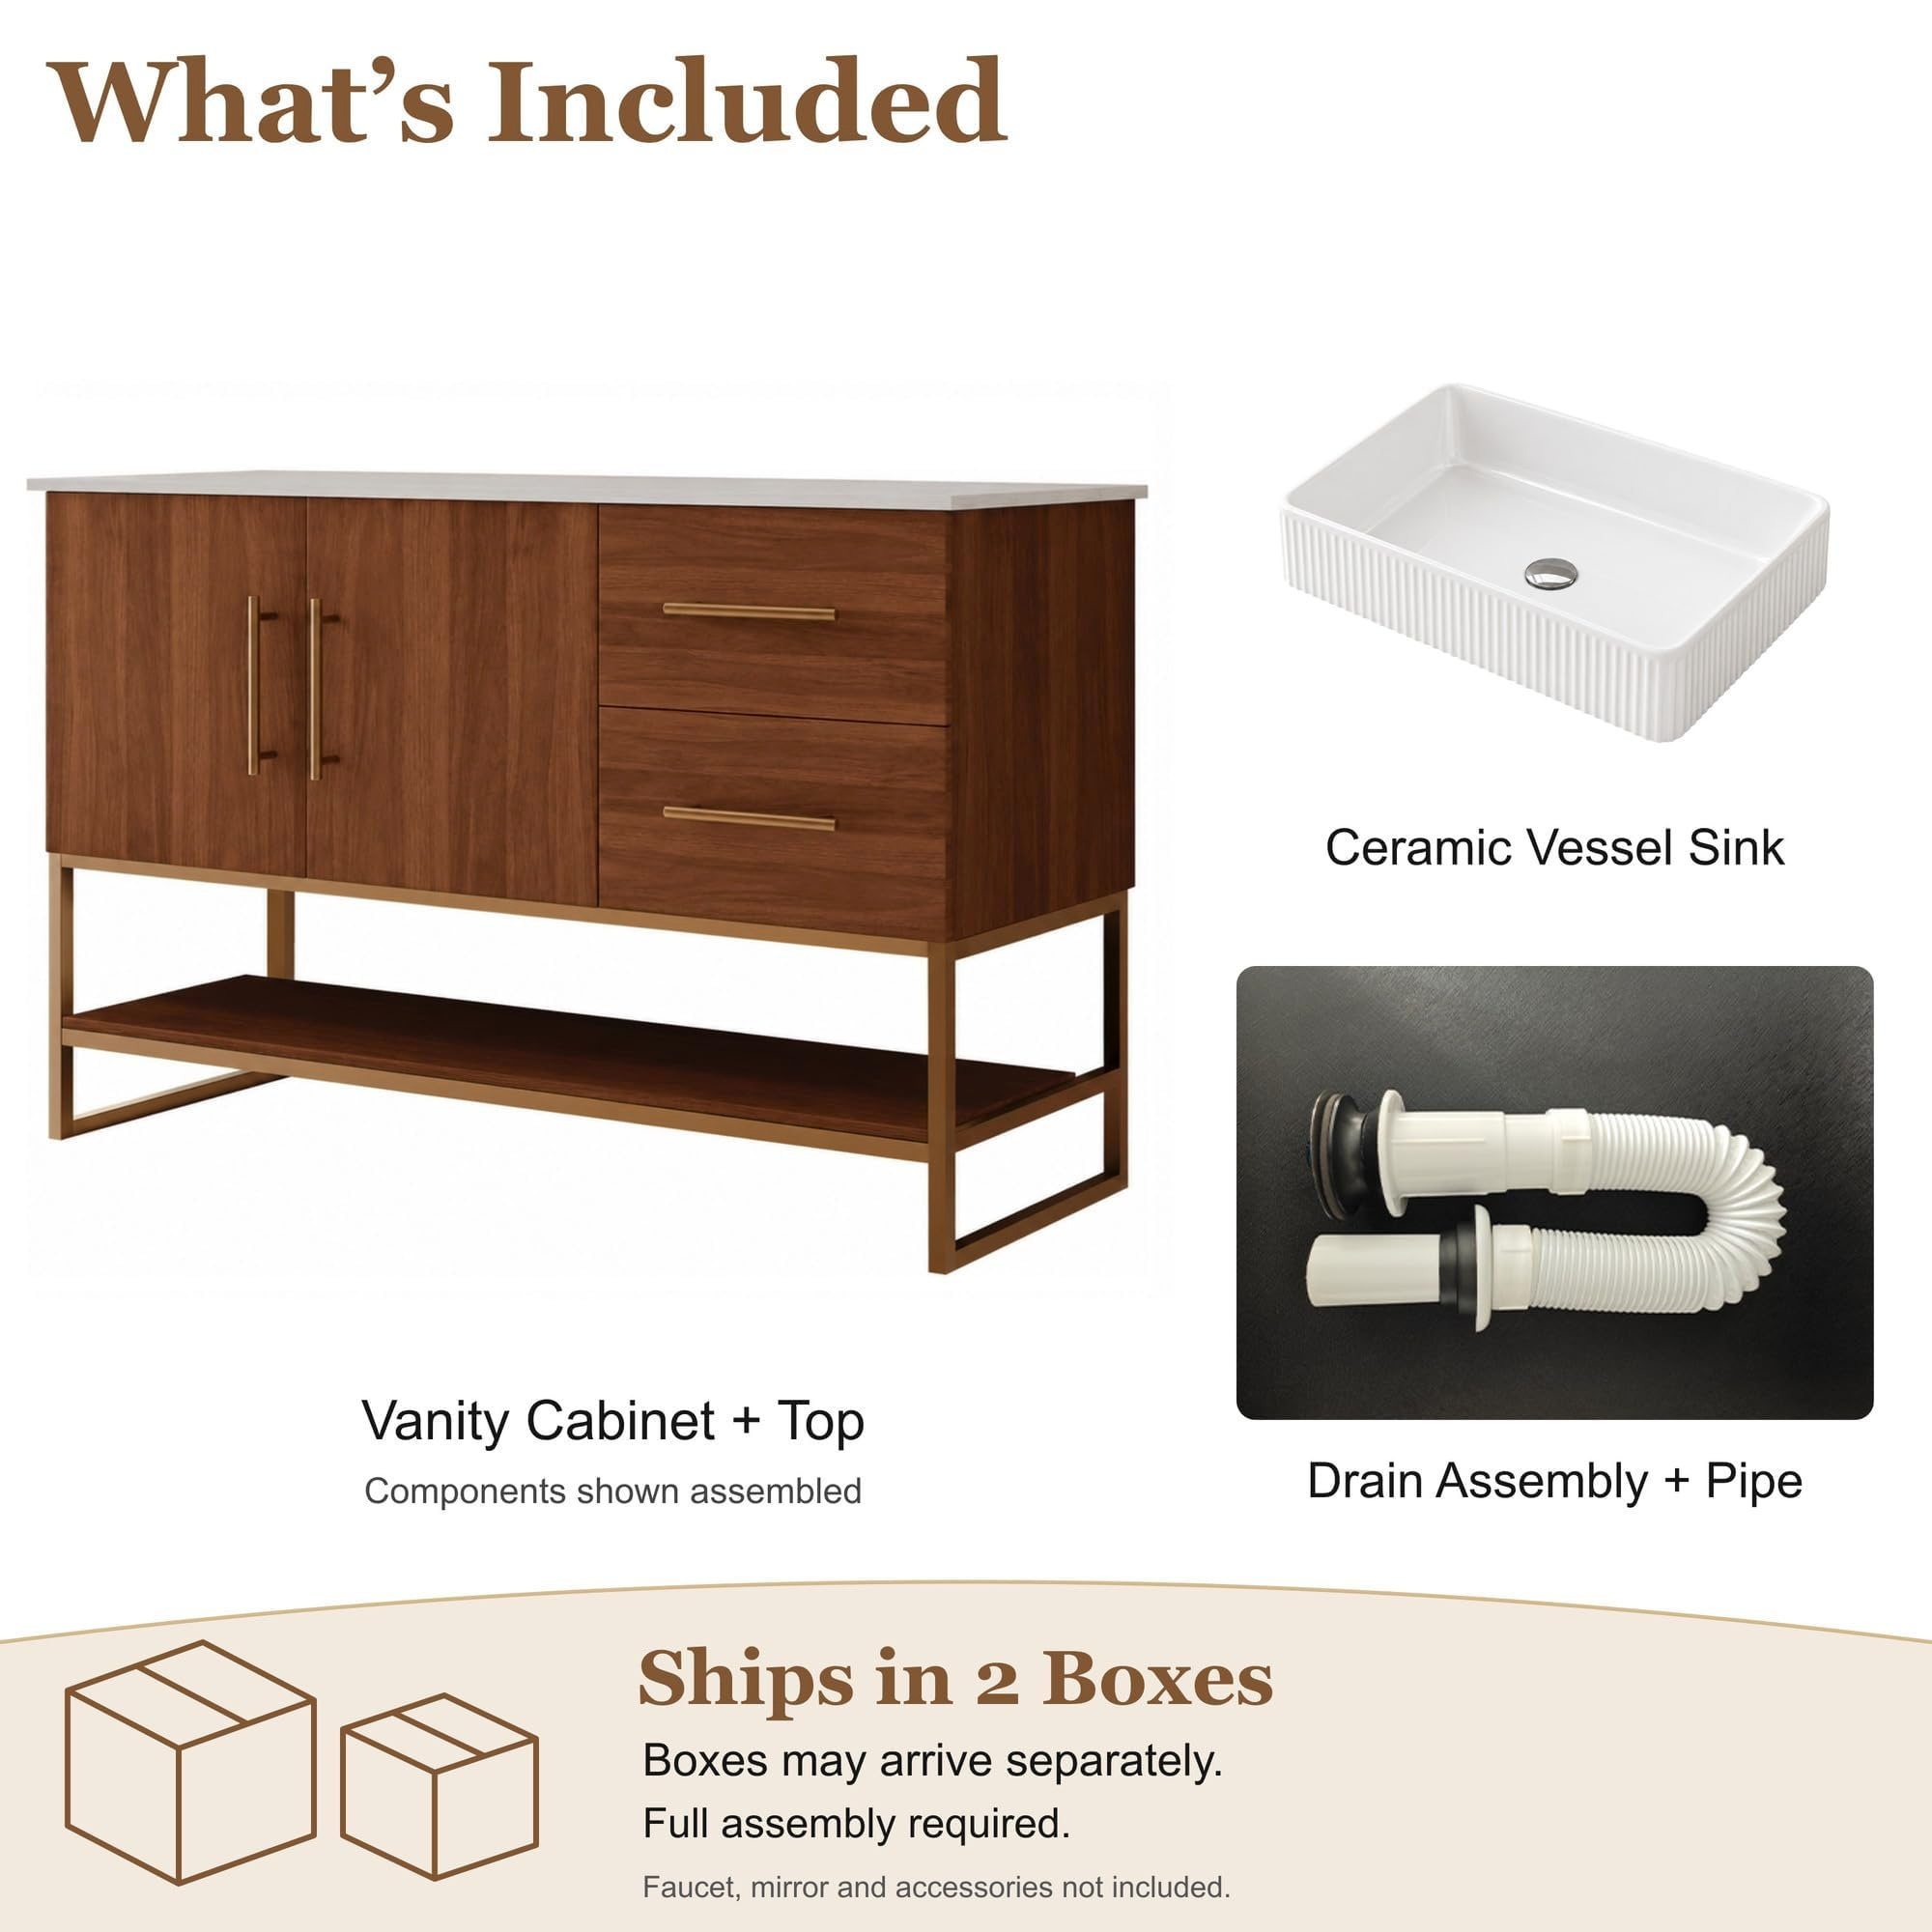 What’s Included
Ceramic Vessel Sink
Vanity Cabinet + Top
Components shown assembled
Drain Assembly + Pipe
Ships in 2 Boxes
Boxes may arrive separately.
Full assembly required.
Faucet, mirror and accessories not included.